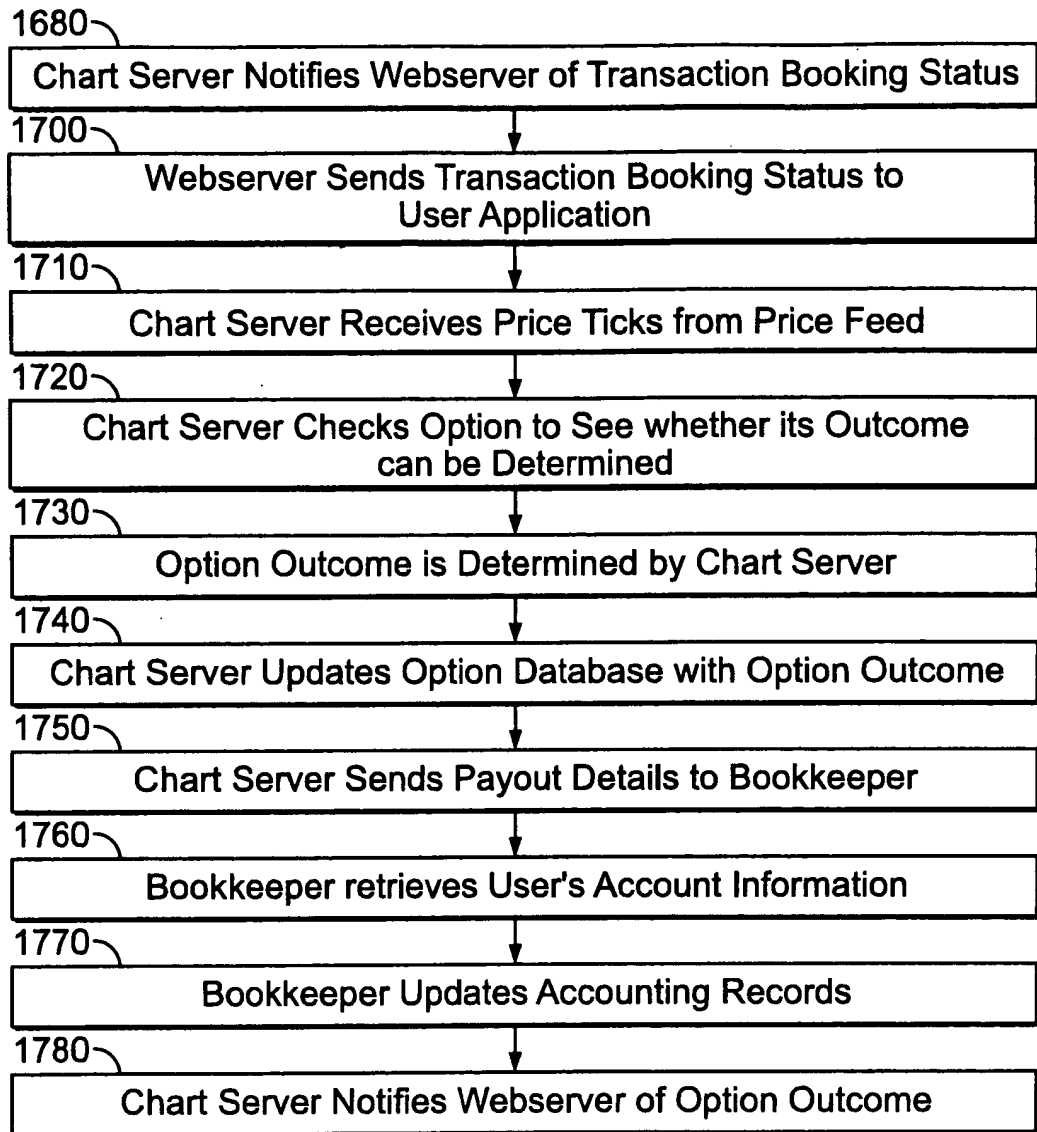 1680
Chart Server Notifies Webserver of Transaction Booking Status
1700
Webserver Sends Transaction Booking Status to
User Application
1710
Chart Server Receives Price Ticks from Price Feed
1720
Chart Server Checks Option to See whether its Outcome
can be Determined
1730
Option Outcome is Determined by Chart Server
1740
Chart Server Updates Option Database with Option Outcome
1750
Chart Server Sends Payout Details to Bookkeeper
1760
Bookkeeper retrieves User's Account Information
1770
Bookkeeper Updates Accounting Records
1780
Chart Server Notifies Webserver of Option Outcome